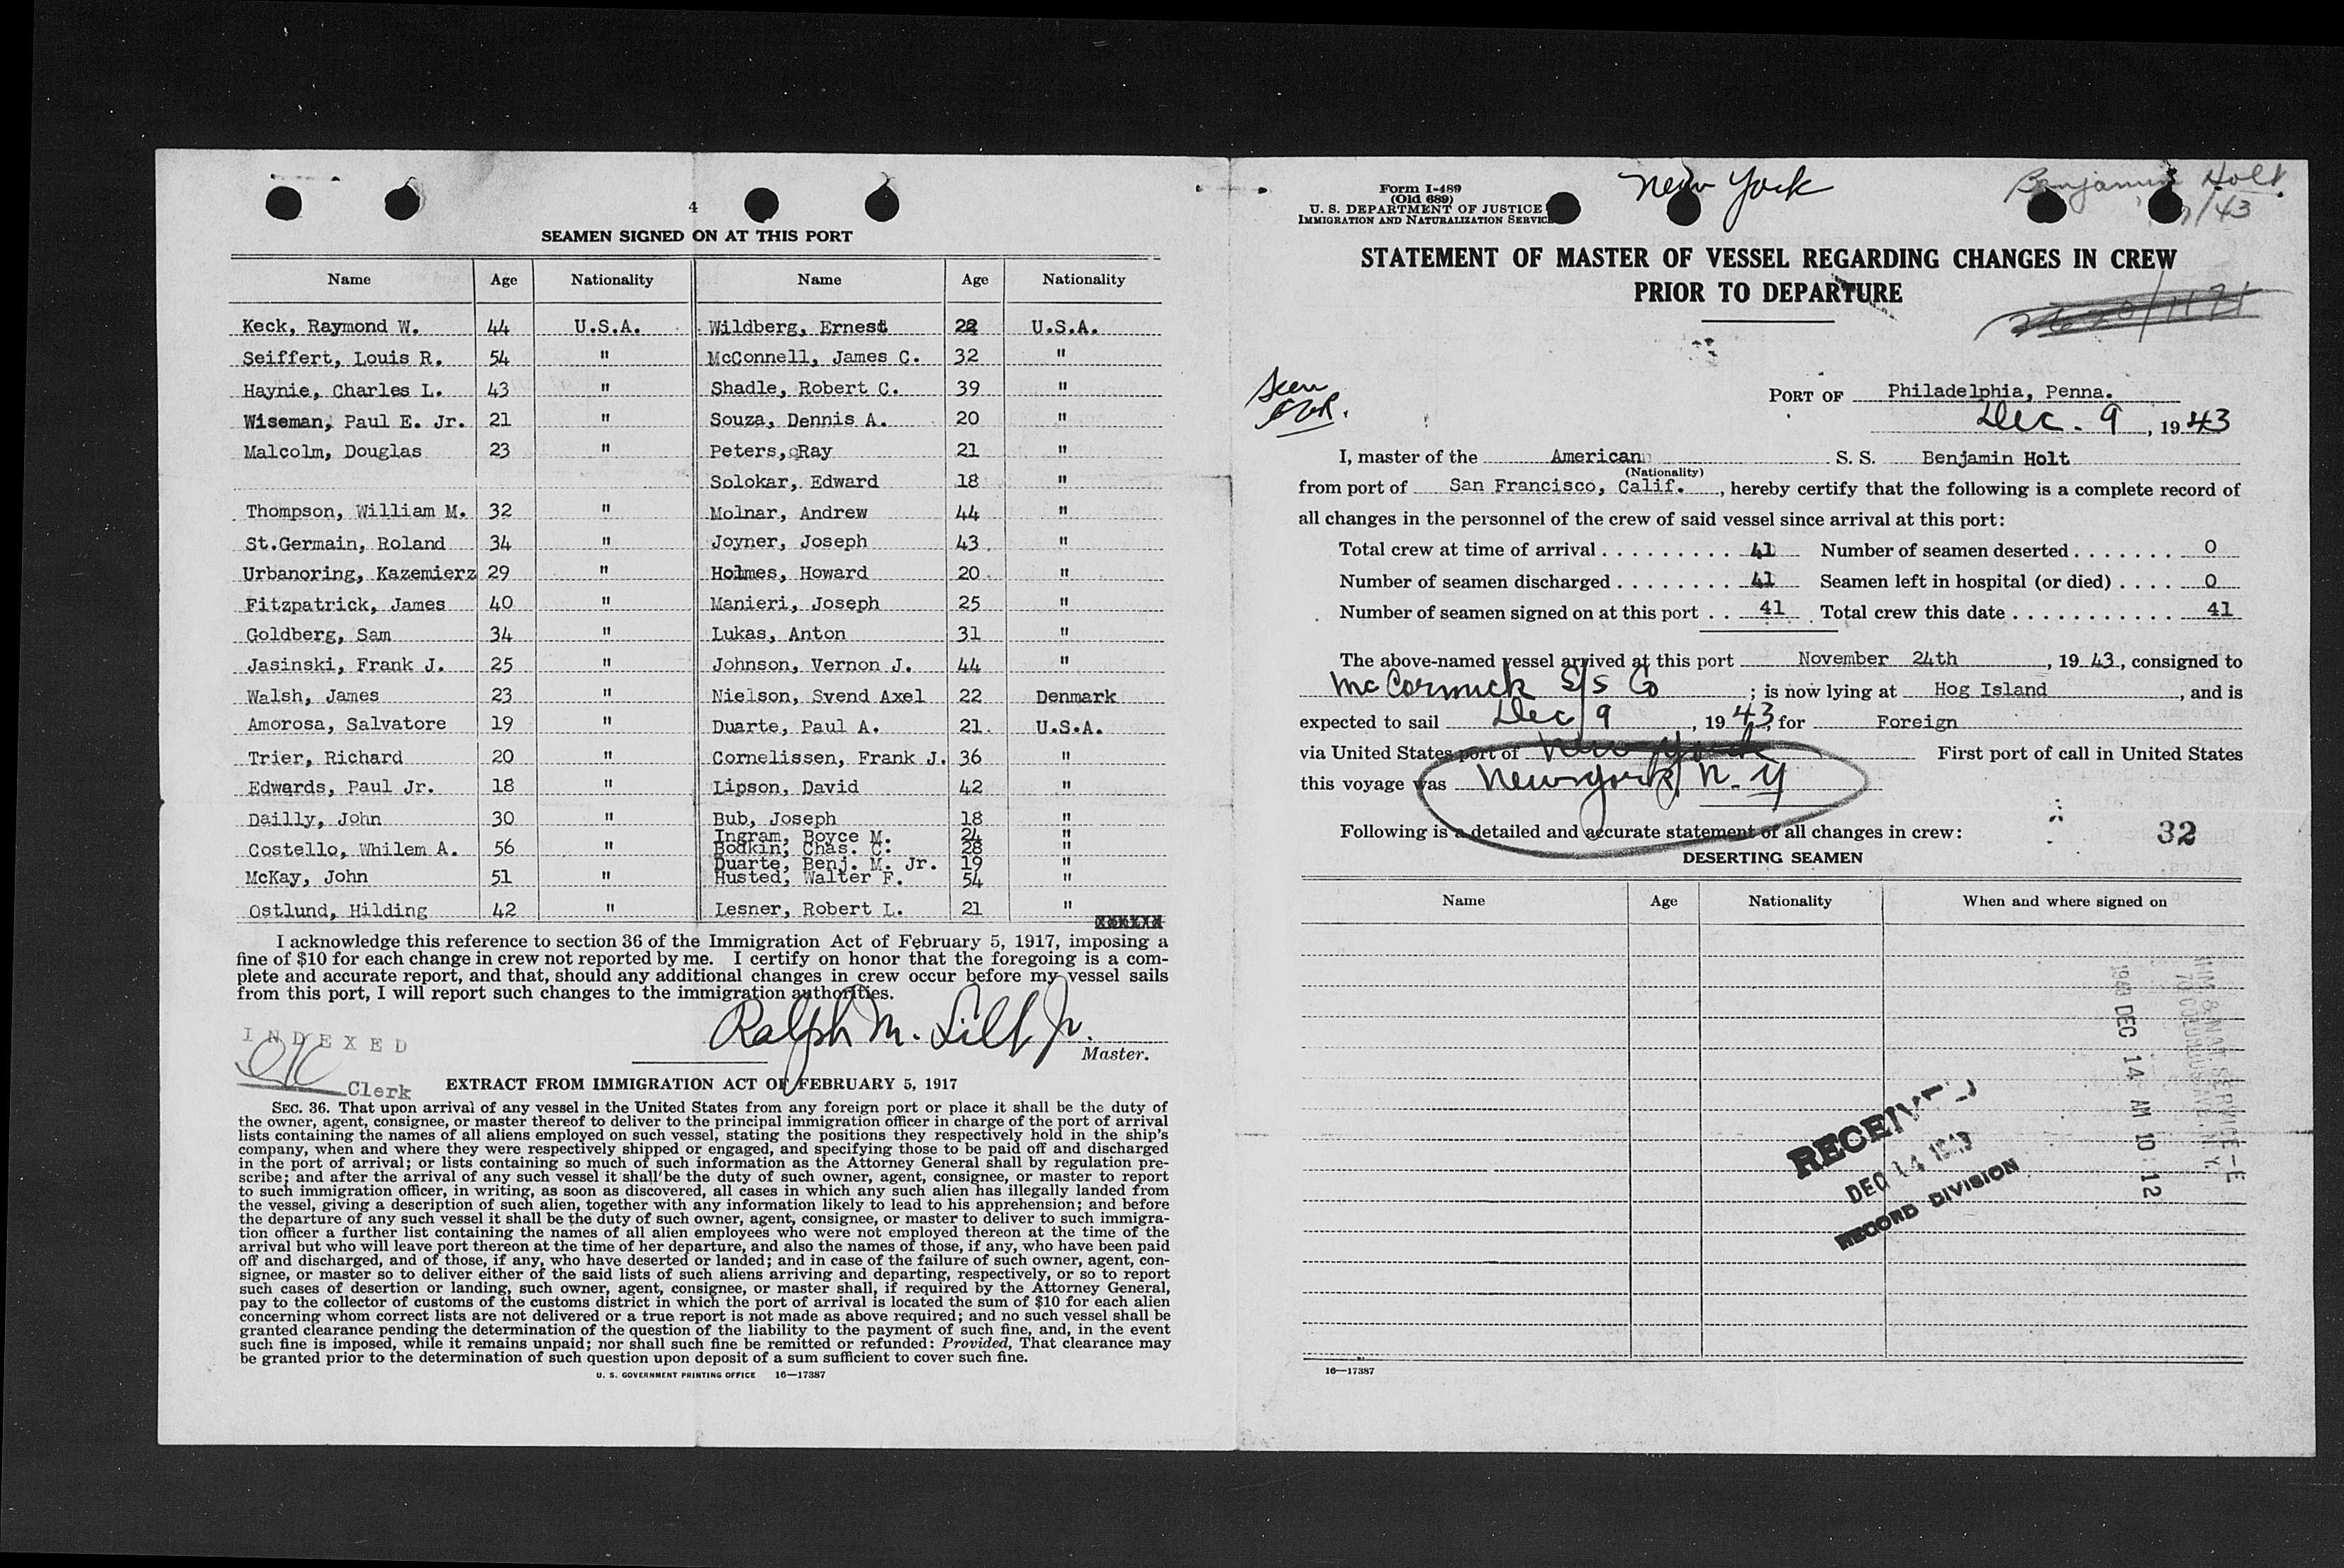 4
SEAMEN SIGNED ON AT THIS PORT
Name Age Nationality Name Age Nationality
Keck, Raymond W. 44 U.S.A. Wildberg, Ernest 22 U.S.A.
Seiffert, Louis R. 54 " McConnell, James C. 32 "
Haynie, Charles L. 43 " Shadle, Robert C. 39 "
Wiseman, Paul E. Jr. 21 " Souza, Dennis A. 20 "
Malcolm, Douglas 23 " Peters, Ray 21 "
Solokar, Edward 18 "
Thompson, William M. 32 " Molnar, Andrew 44 "
St.Germain, Roland 34 " Joyner, Joseph 43 "
Urbanoring, Kazemierz 29 " Holmes, Howard 20 "
Fitzpatrick, James 40 " Manieri, Joseph 25 "
Goldberg, Sam 34 " Lukas, Anton 31 "
Jasinski, Frank J. 25 " Johnson, Vernon J. 44 "
Walsh, James 23 " Nielson, Svend Axel 22 Denmark
Amorosa, Salvatore 19 " Duarte, Paul A. 21 U.S.A.
Trier, Richard 20 " Cornelissen, Frank J. 36 "
Edwards, Paul Jr. 18 " Lipson, David 42 "
Dailly, John 30 " Bub, Joseph 18 "
Ingram, Boyce M. 24 "
Costello, Whilem A. 56 " Bodkin, Chas. C. 28 "
Duarte, Benj. M. Jr. 19 "
McKay, John 51 " Husted, Walter F. 54 "
Ostlund, Hilding 42 " Lesner, Robert L. 21 "
I acknowledge this reference to section 36 of the Immigration Act of February 5, 1917, imposing a
fine of $10 for each change in crew not reported by me. I certify on honor that the foregoing is a com-
plete and accurate report, and that, should any additional changes in crew occur before my vessel sails
from this port, I will report such changes to the immigration authorities.
Ralph M. Lill Jr.
Master.
INDEXED
OK Clerk
EXTRACT FROM IMMIGRATION ACT OF FEBRUARY 5, 1917
SEC. 36. That upon arrival of any vessel in the United States from any foreign port or place it shall be the duty of
the owner, agent, consignee, or master thereof to deliver to the principal immigration officer in charge of the port of arrival
lists containing the names of all aliens employed on such vessel, stating the positions they respectively hold in the ship's
company, when and where they were respectively shipped or engaged, and specifying those to be paid off and discharged
in the port of arrival; or lists containing so much of such information as the Attorney General shall by regulation pre-
scribe; and after the arrival of any such vessel it shall be the duty of such owner, agent, consignee, or master to report
to such immigration officer, in writing, as soon as discovered, all cases in which any such alien has illegally landed from
the vessel, giving a description of such alien, together with any information likely to lead to his apprehension; and before
the departure of any such vessel it shall be the duty of such owner, agent, consignee, or master to deliver to such immigra-
tion officer a further list containing the names of all alien employees who were not employed thereon at the time of the
arrival but who will leave port thereon at the time of her departure, and also the names of those, if any, who have been paid
off and discharged, and of those, if any, who have deserted or landed; and in case of the failure of such owner, agent, con-
signee, or master so to deliver either of the said lists of such aliens arriving and departing, respectively, or so to report
such cases of desertion or landing, such owner, agent, consignee, or master shall, if required by the Attorney General,
pay to the collector of customs of the customs district in which the port of arrival is located the sum of $10 for each alien
concerning whom correct lists are not delivered or a true report is not made as above required; and no such vessel shall be
granted clearance pending the determination of the question of the liability to the payment of such fine, and, in the event
such fine is imposed, while it remains unpaid; nor shall such fine be remitted or refunded: Provided, That clearance may
be granted prior to the determination of such question upon deposit of a sum sufficient to cover such fine.
U. S. GOVERNMENT PRINTING OFFICE 16—17387
Form I-489
(Old 689)
U. S. DEPARTMENT OF JUSTICE
IMMIGRATION AND NATURALIZATION SERVICE
New York
Benjamin Holt
/43
STATEMENT OF MASTER OF VESSEL REGARDING CHANGES IN CREW
PRIOR TO DEPARTURE
Seen
PORT OF Philadelphia, Penna.
Dec. 9, 1943
I, master of the American S. S. Benjamin Holt
(Nationality)
from port of San Francisco, Calif., hereby certify that the following is a complete record of
all changes in the personnel of the crew of said vessel since arrival at this port:
Total crew at time of arrival 41 Number of seamen deserted 0
Number of seamen discharged 41 Seamen left in hospital (or died) 0
Number of seamen signed on at this port 41 Total crew this date 41
The above-named vessel arrived at this port November 24th, 1943, consigned to
McCormick S/S Co; is now lying at Hog Island, and is
expected to sail Dec 9, 1943, for Foreign
via United States port of New York First port of call in United States
this voyage was New York, N.Y
Following is a detailed and accurate statement of all changes in crew: 32
DESERTING SEAMEN
Name Age Nationality When and where signed on
IMM & NAT SERVICE-E
70 COLUMBUS AVE. N.Y.
1943 DEC 14 AM 10:12
RECEIVED
DEC 14 1943
RECORD DIVISION
16—17387